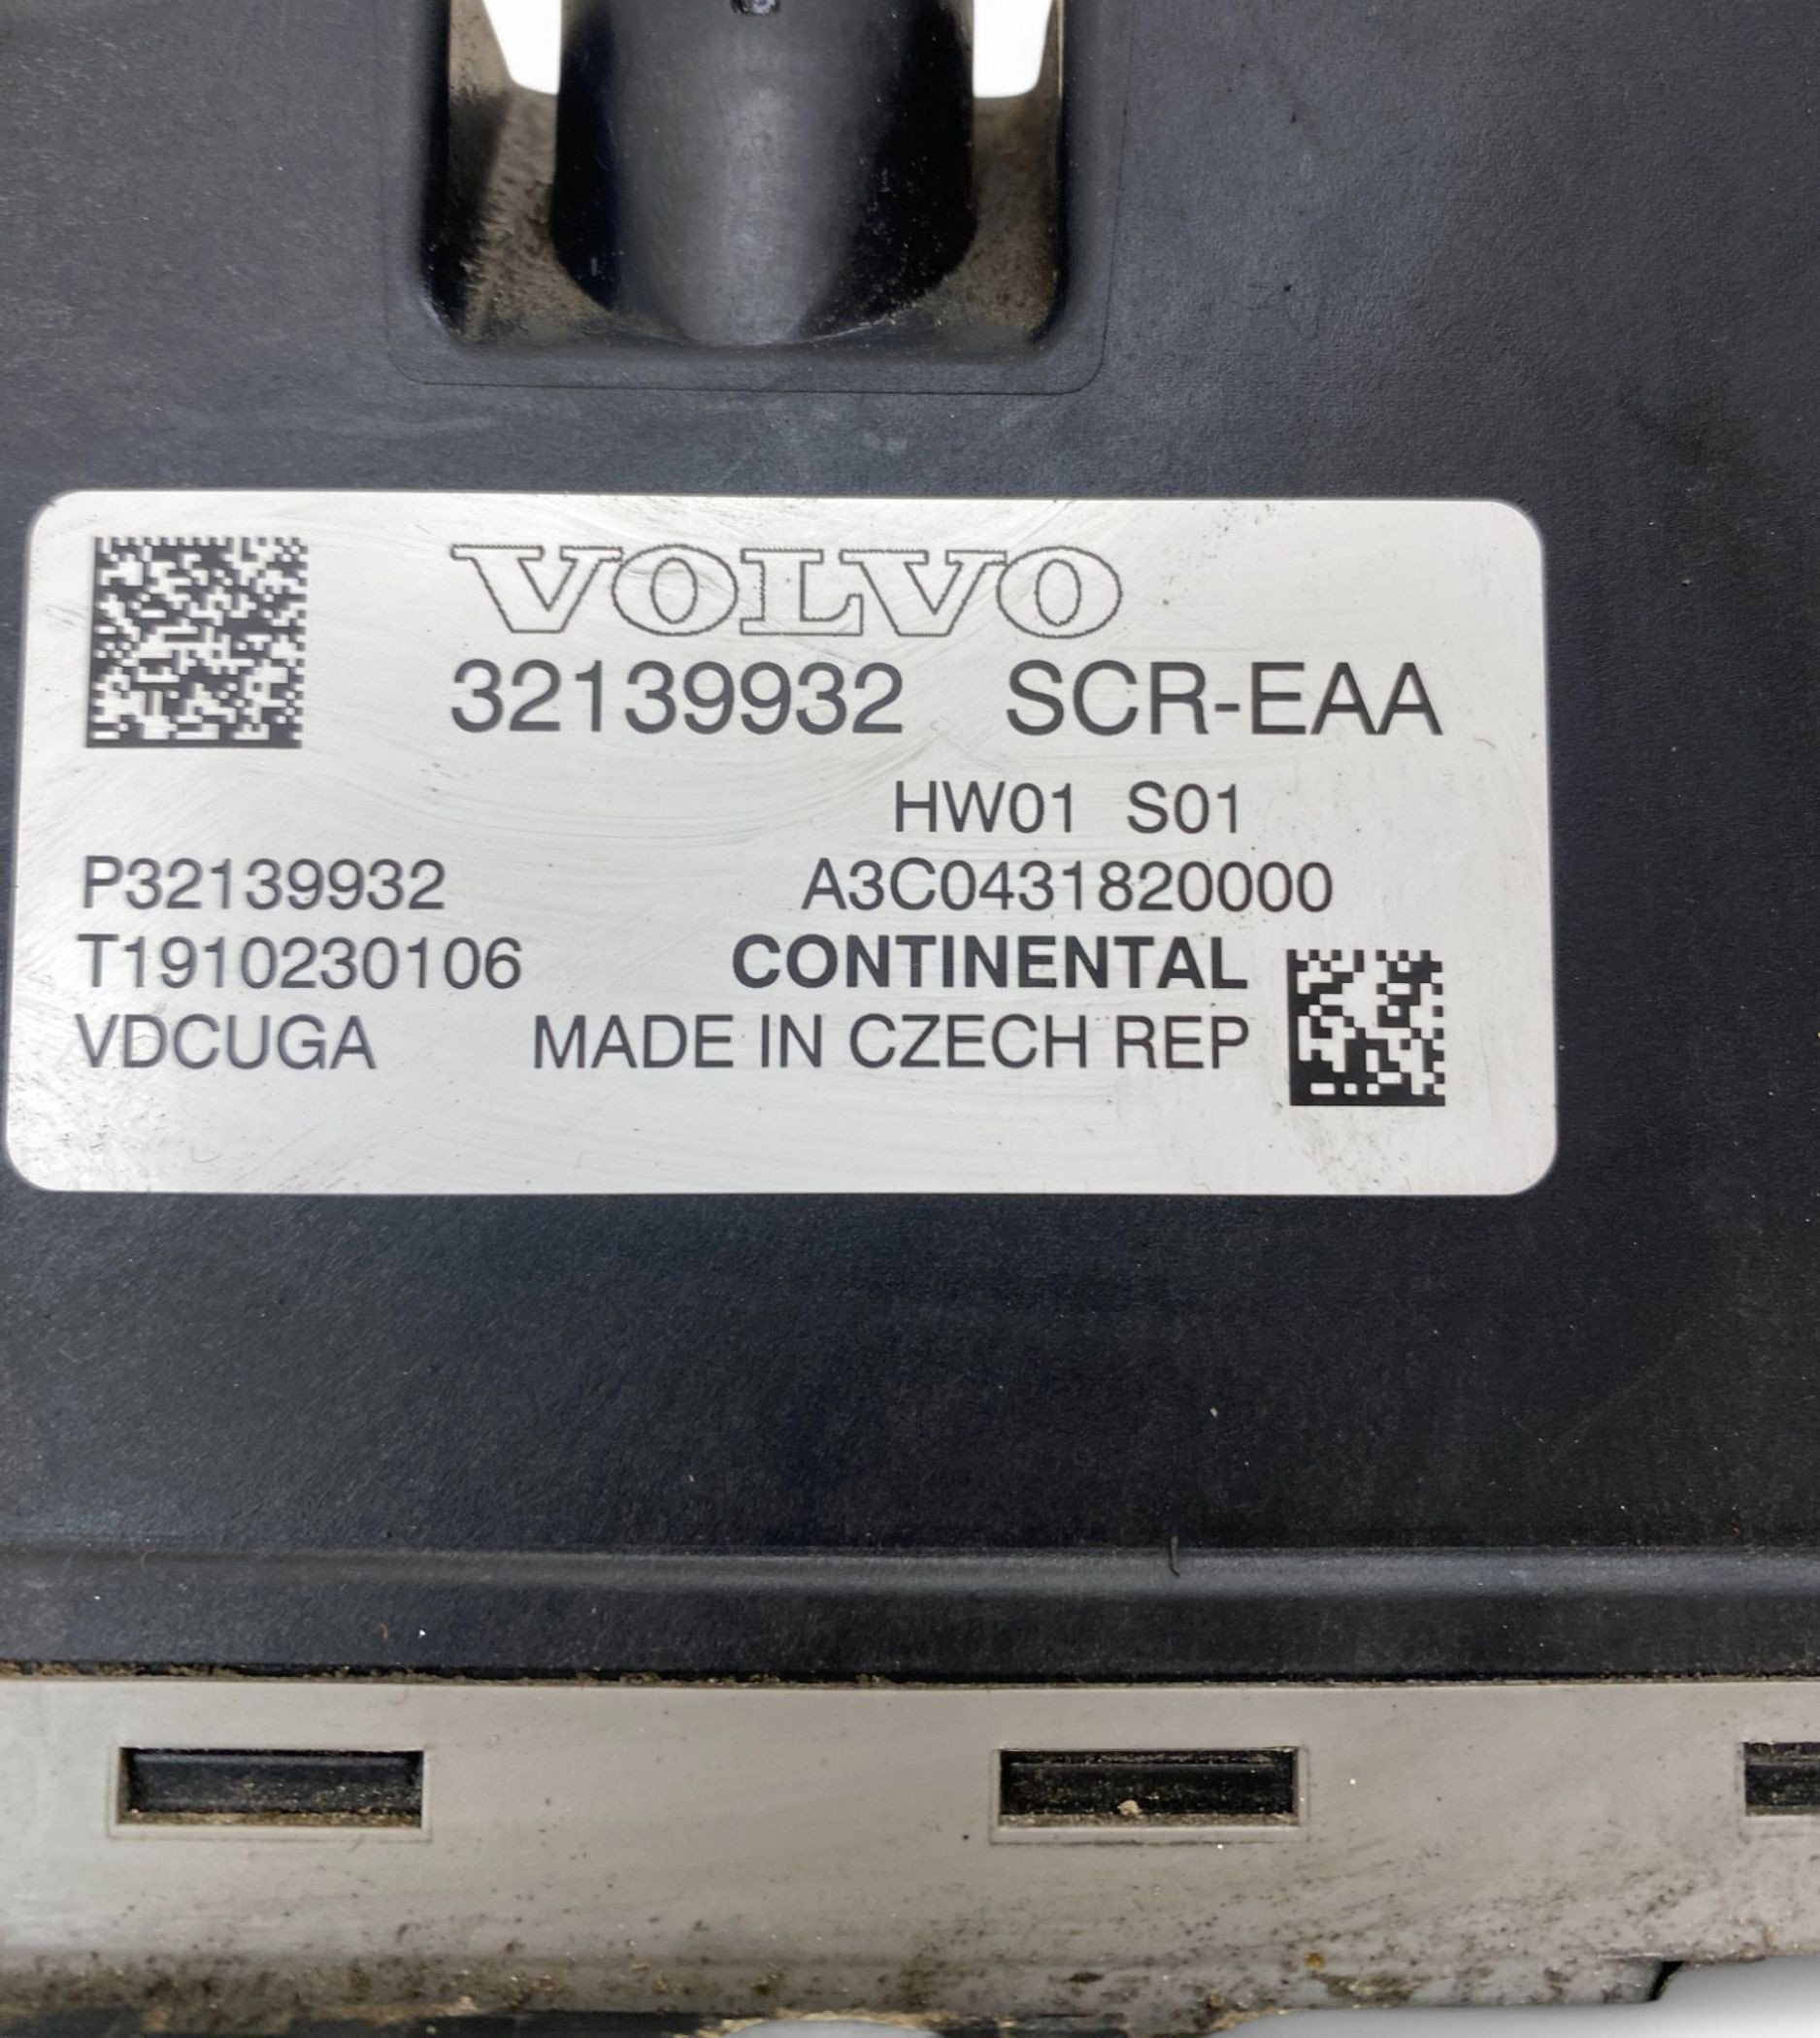 VOLVO
32139932 SCR-EAA
HW01 S01
P32139932 A3C0431820000
T1910230106 CONTINENTAL
VDCUGA MADE IN CZECH REP